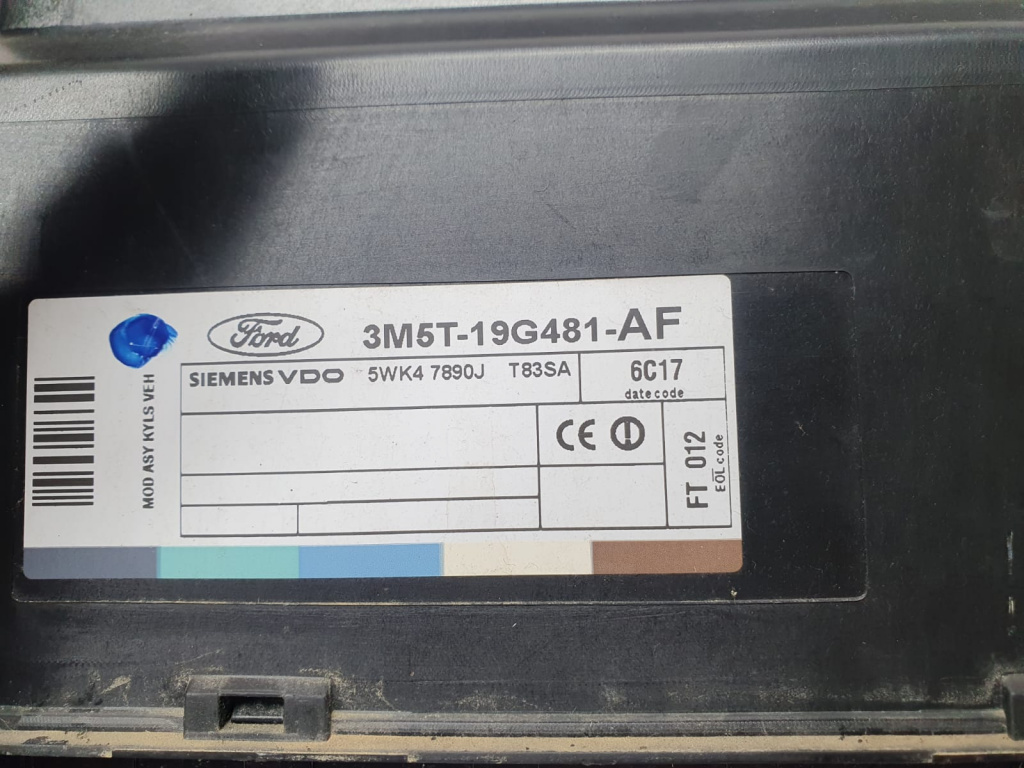 Ford
3M5T-19G481-AF
SIEMENS VDO 5WK4 7890J T83SA
6C17
date code
MOD ASY KYLS VEH
CE
FT 012
EOL code